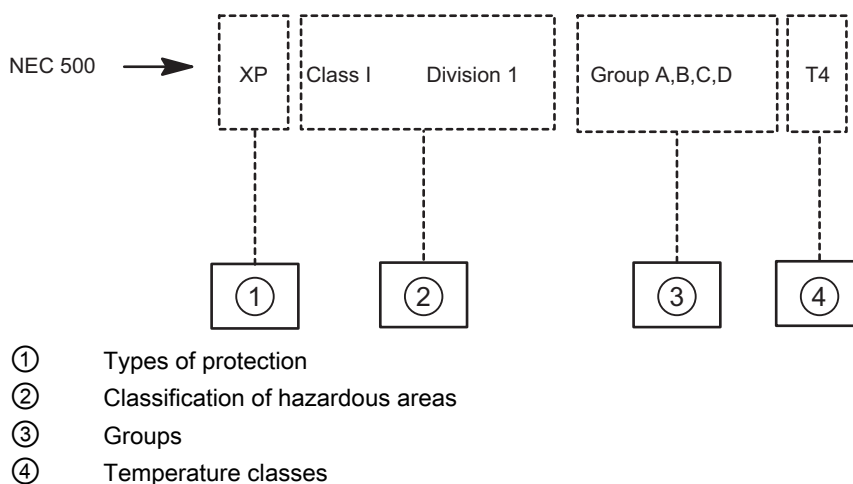 NEC 500 XP Class I Division 1 Group A,B,C,D T4
1 2 3 4
① Types of protection
② Classification of hazardous areas
③ Groups
④ Temperature classes